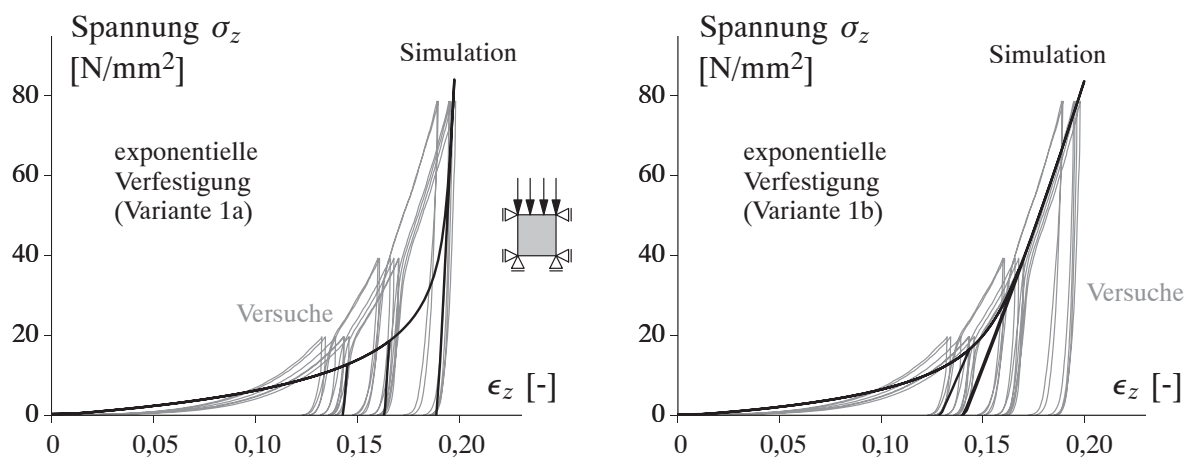 Spannung σz
[N/mm²]
Simulation
80
exponentielle
Verfestigung
(Variante 1a)
60
40
Versuche
20
ϵz [-]
0
0
0,05
0,10
0,15
0,20
Spannung σz
[N/mm²]
Simulation
80
exponentielle
Verfestigung
(Variante 1b)
60
40
Versuche
20
ϵz [-]
0
0
0,05
0,10
0,15
0,20